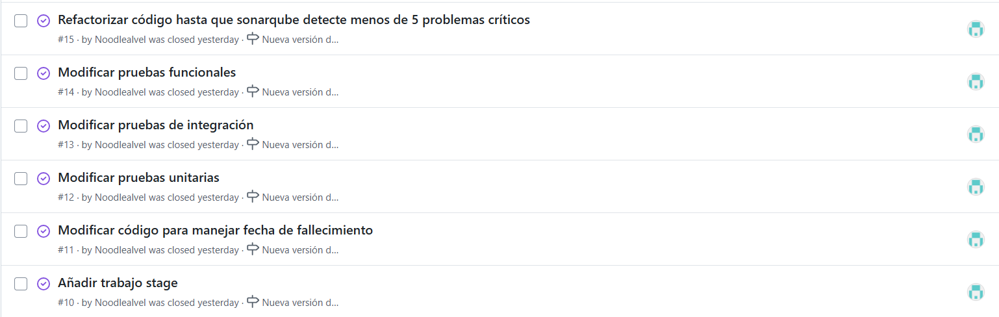 Refactorizar código hasta que sonarqube detecte menos de 5 problemas críticos
#15 · by Noodlealvel was closed yesterday · Nueva versión d...
Modificar pruebas funcionales
#14 · by Noodlealvel was closed yesterday · Nueva versión d...
Modificar pruebas de integración
#13 · by Noodlealvel was closed yesterday · Nueva versión d...
Modificar pruebas unitarias
#12 · by Noodlealvel was closed yesterday · Nueva versión d...
Modificar código para manejar fecha de fallecimiento
#11 · by Noodlealvel was closed yesterday · Nueva versión d...
Añadir trabajo stage
#10 · by Noodlealvel was closed yesterday · Nueva versión d...